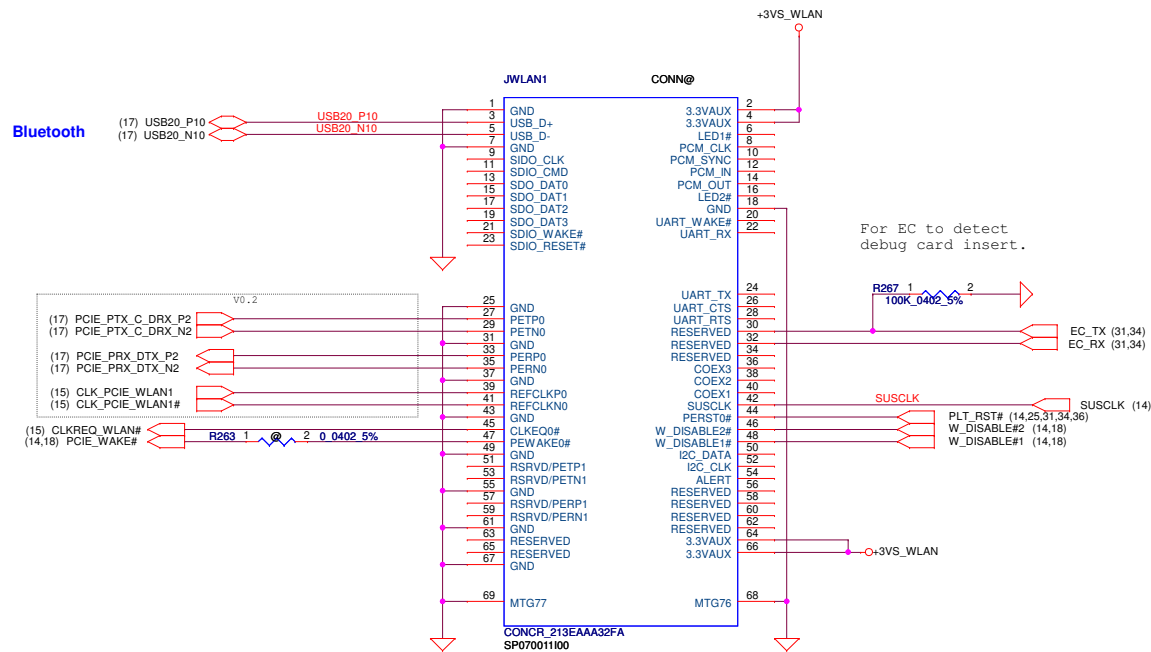 +3VS_WLAN
JWLAN1 CONN@
Bluetooth
(17) USB20_P10 USB20_P10
(17) USB20_N10 USB20_N10
1 GND 3.3VAUX 2
3 USB_D+ 3.3VAUX 4
5 USB_D- LED1# 6
7 GND PCM_CLK 8
9 SIDO_CLK PCM_SYNC 10
11 SDIO_CMD PCM_IN 12
13 SDO_DAT0 PCM_OUT 14
15 SDO_DAT1 LED2# 16
17 SDO_DAT2 GND 18
19 SDO_DAT3 UART_WAKE# 20
21 SDIO_WAKE# UART_RX 22
23 SDIO_RESET#
For EC to detect
debug card insert.
R267 1 2
100K_0402_5%
V0.2
UART_TX 24
25 GND UART_CTS 26
(17) PCIE_PTX_C_DRX_P2 27 PETP0 UART_RTS 28
(17) PCIE_PTX_C_DRX_N2 29 PETN0 RESERVED 30 EC_TX (31,34)
31 GND RESERVED 32 EC_RX (31,34)
(17) PCIE_PRX_DTX_P2 33 PERP0 RESERVED 34
(17) PCIE_PRX_DTX_N2 35 PERN0 COEX3 36
37 GND COEX2 38
(15) CLK_PCIE_WLAN1 39 REFCLKP0 COEX1 40
(15) CLK_PCIE_WLAN1# 41 REFCLKN0 SUSCLK 42 SUSCLK SUSCLK (14)
43 GND PERST0# 44 PLT_RST# (14,25,31,34,36)
(15) CLKREQ_WLAN# 45 CLKEQ0# W_DISABLE2# 46 W_DISABLE#2 (14,18)
(14,18) PCIE_WAKE# R263 1 @ 2 0_0402_5% 47 PEWAKE0# W_DISABLE1# 48 W_DISABLE#1 (14,18)
49 GND I2C_DATA 50
51 RSRVD/PETP1 I2C_CLK 52
53 RSRVD/PETN1 ALERT 54
55 GND RESERVED 56
57 RSRVD/PERP1 RESERVED 58
59 RSRVD/PERN1 RESERVED 60
61 GND RESERVED 62
63 RESERVED 3.3VAUX 64
65 RESERVED 3.3VAUX 66 +3VS_WLAN
67 GND
69 MTG77 MTG76 68
CONCR_213EAAA32FA
SP070011I00